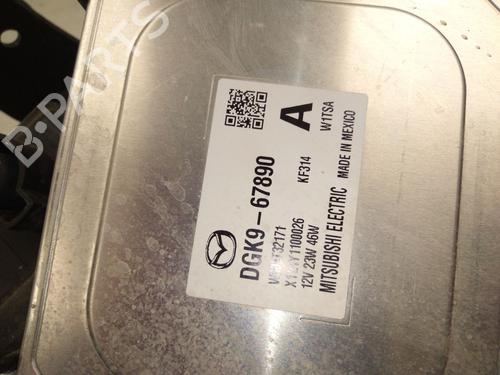 B-PARTS
A
W1TSA
DGK9-67890
KF314
12V 23W 46W
MITSUBISHI ELECTRIC MADE IN MEXICO